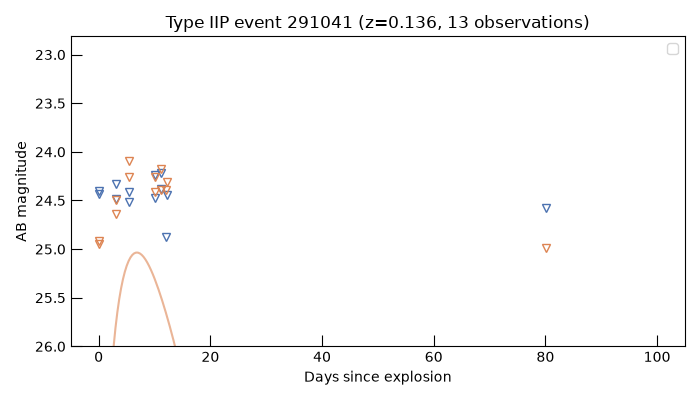 Type IIP event 291041 (z=0.136, 13 observations)
AB magnitude
23.0
23.5
24.0
24.5
25.0
25.5
26.0
0 20 40 60 80 100
Days since explosion